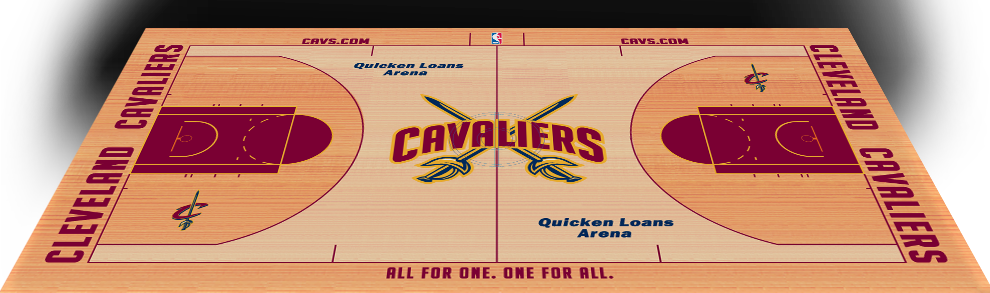 CAVS.COM
CAVS.COM
Quicken Loans
Arena
CLEVELAND CAVALIERS
CAVALIERS
CLEVELAND CAVALIERS
Quicken Loans
Arena
ALL FOR ONE. ONE FOR ALL.